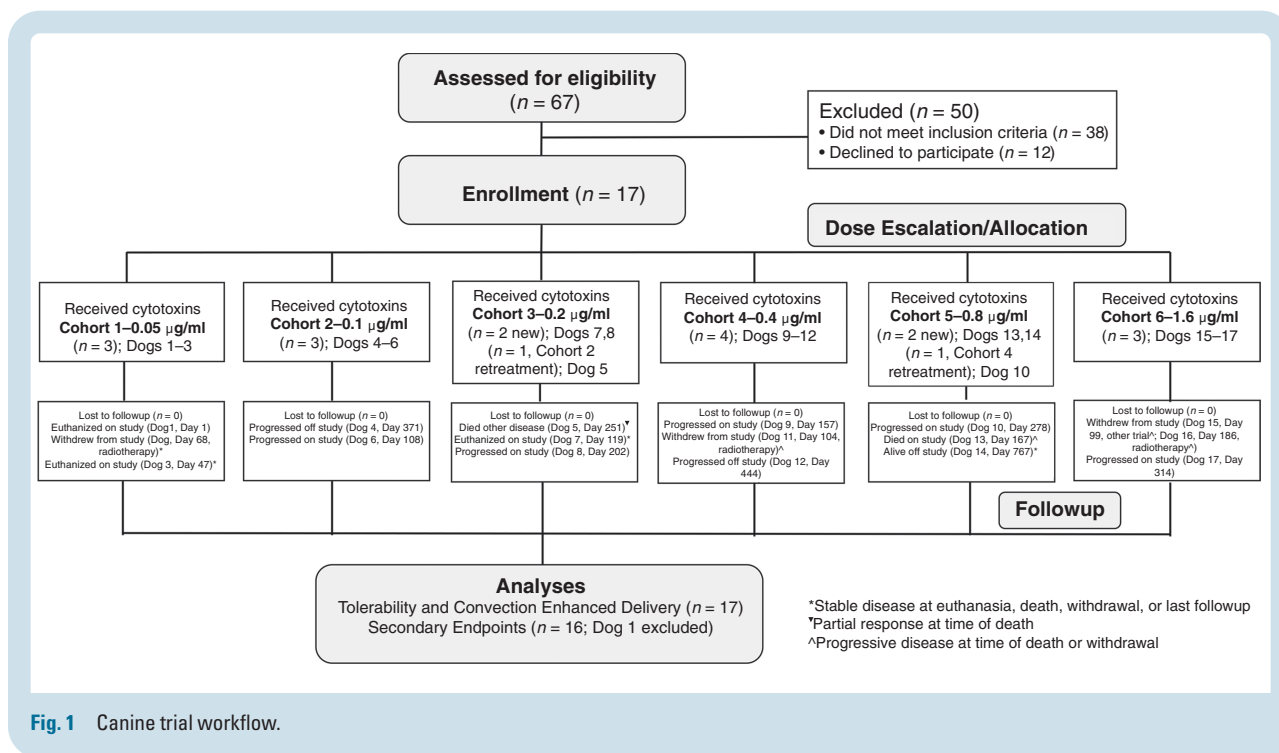 Assessed for eligibility
(n = 67)
Excluded (n = 50)
• Did not meet inclusion criteria (n = 38)
• Declined to participate (n = 12)
Enrollment (n = 17)
Dose Escalation/Allocation
Received cytotoxins
Cohort 1–0.05 μg/ml
(n = 3); Dogs 1–3
Received cytotoxins
Cohort 2–0.1 μg/ml
(n = 3); Dogs 4–6
Received cytotoxins
Cohort 3–0.2 μg/ml
(n = 2 new); Dogs 7,8
(n = 1, Cohort 2
retreatment); Dog 5
Received cytotoxins
Cohort 4–0.4 μg/ml
(n = 4); Dogs 9–12
Received cytotoxins
Cohort 5–0.8 μg/ml
(n = 2 new); Dogs 13,14
(n = 1, Cohort 4
retreatment); Dog 10
Received cytotoxins
Cohort 6–1.6 μg/ml
(n = 3); Dogs 15–17
Lost to followup (n = 0)
Euthanized on study (Dog1, Day 1)
Withdrew from study (Dog, Day 68,
radiotherapy)*
Euthanized on study (Dog 3, Day 47)*
Lost to followup (n = 0)
Progressed off study (Dog 4, Day 371)
Progressed on study (Dog 6, Day 108)
Lost to followup (n = 0)
Died other disease (Dog 5, Day 251)▼
Euthanized on study (Dog 7, Day 119)*
Progressed on study (Dog 8, Day 202)
Lost to followup (n = 0)
Progressed on study (Dog 9, Day 157)
Withdrew from study (Dog 11, Day 104,
radiotherapy)^
Progressed off study (Dog 12, Day
444)
Lost to followup (n = 0)
Progressed on study (Dog 10, Day 278)
Died on study (Dog 13, Day 167)^
Alive off study (Dog 14, Day 767)*
Lost to followup (n = 0)
Withdrew from study (Dog 15, Day
99, other trial^; Dog 16, Day 186,
radiotherapy^)
Progressed on study (Dog 17, Day
314)
Followup
Analyses
Tolerability and Convection Enhanced Delivery (n = 17)
Secondary Endpoints (n = 16; Dog 1 excluded)
*Stable disease at euthanasia, death, withdrawal, or last followup
▼Partial response at time of death
^Progressive disease at time of death or withdrawal
Fig. 1 Canine trial workflow.